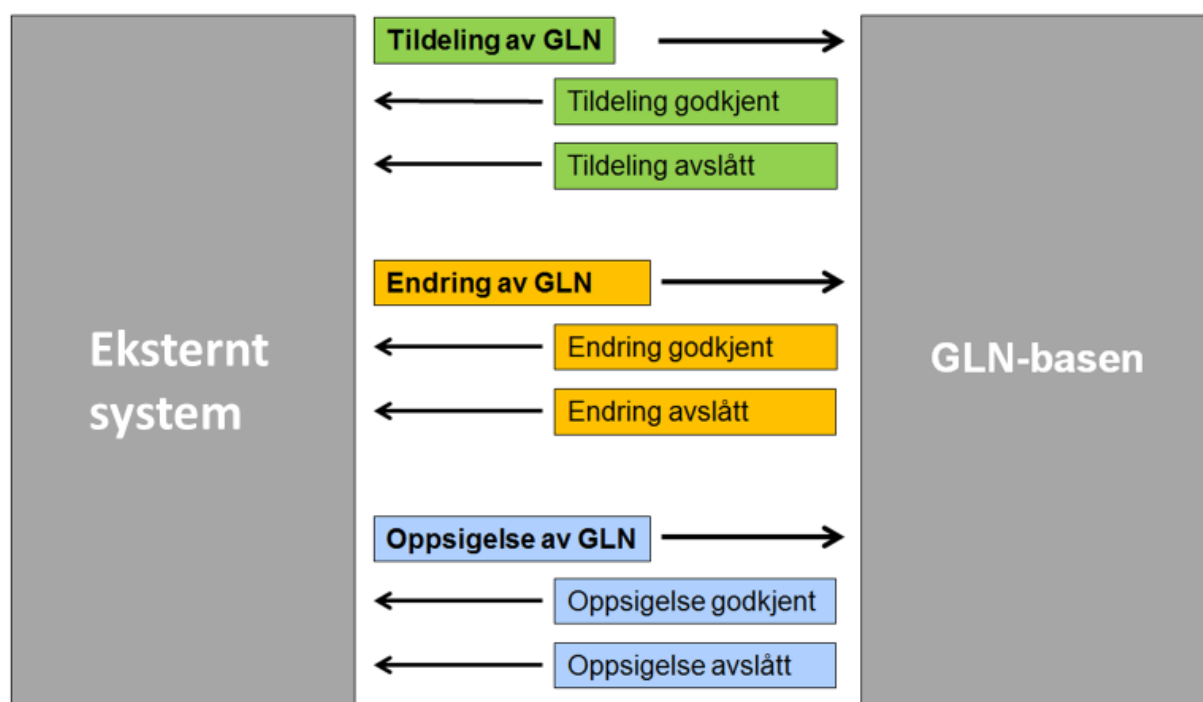 Tildeling av GLN
Tildeling godkjent
Tildeling avslått
Endring av GLN
Endring godkjent
Endring avslått
Eksternt
system
GLN-basen
Oppsigelse av GLN
Oppsigelse godkjent
Oppsigelse avslått